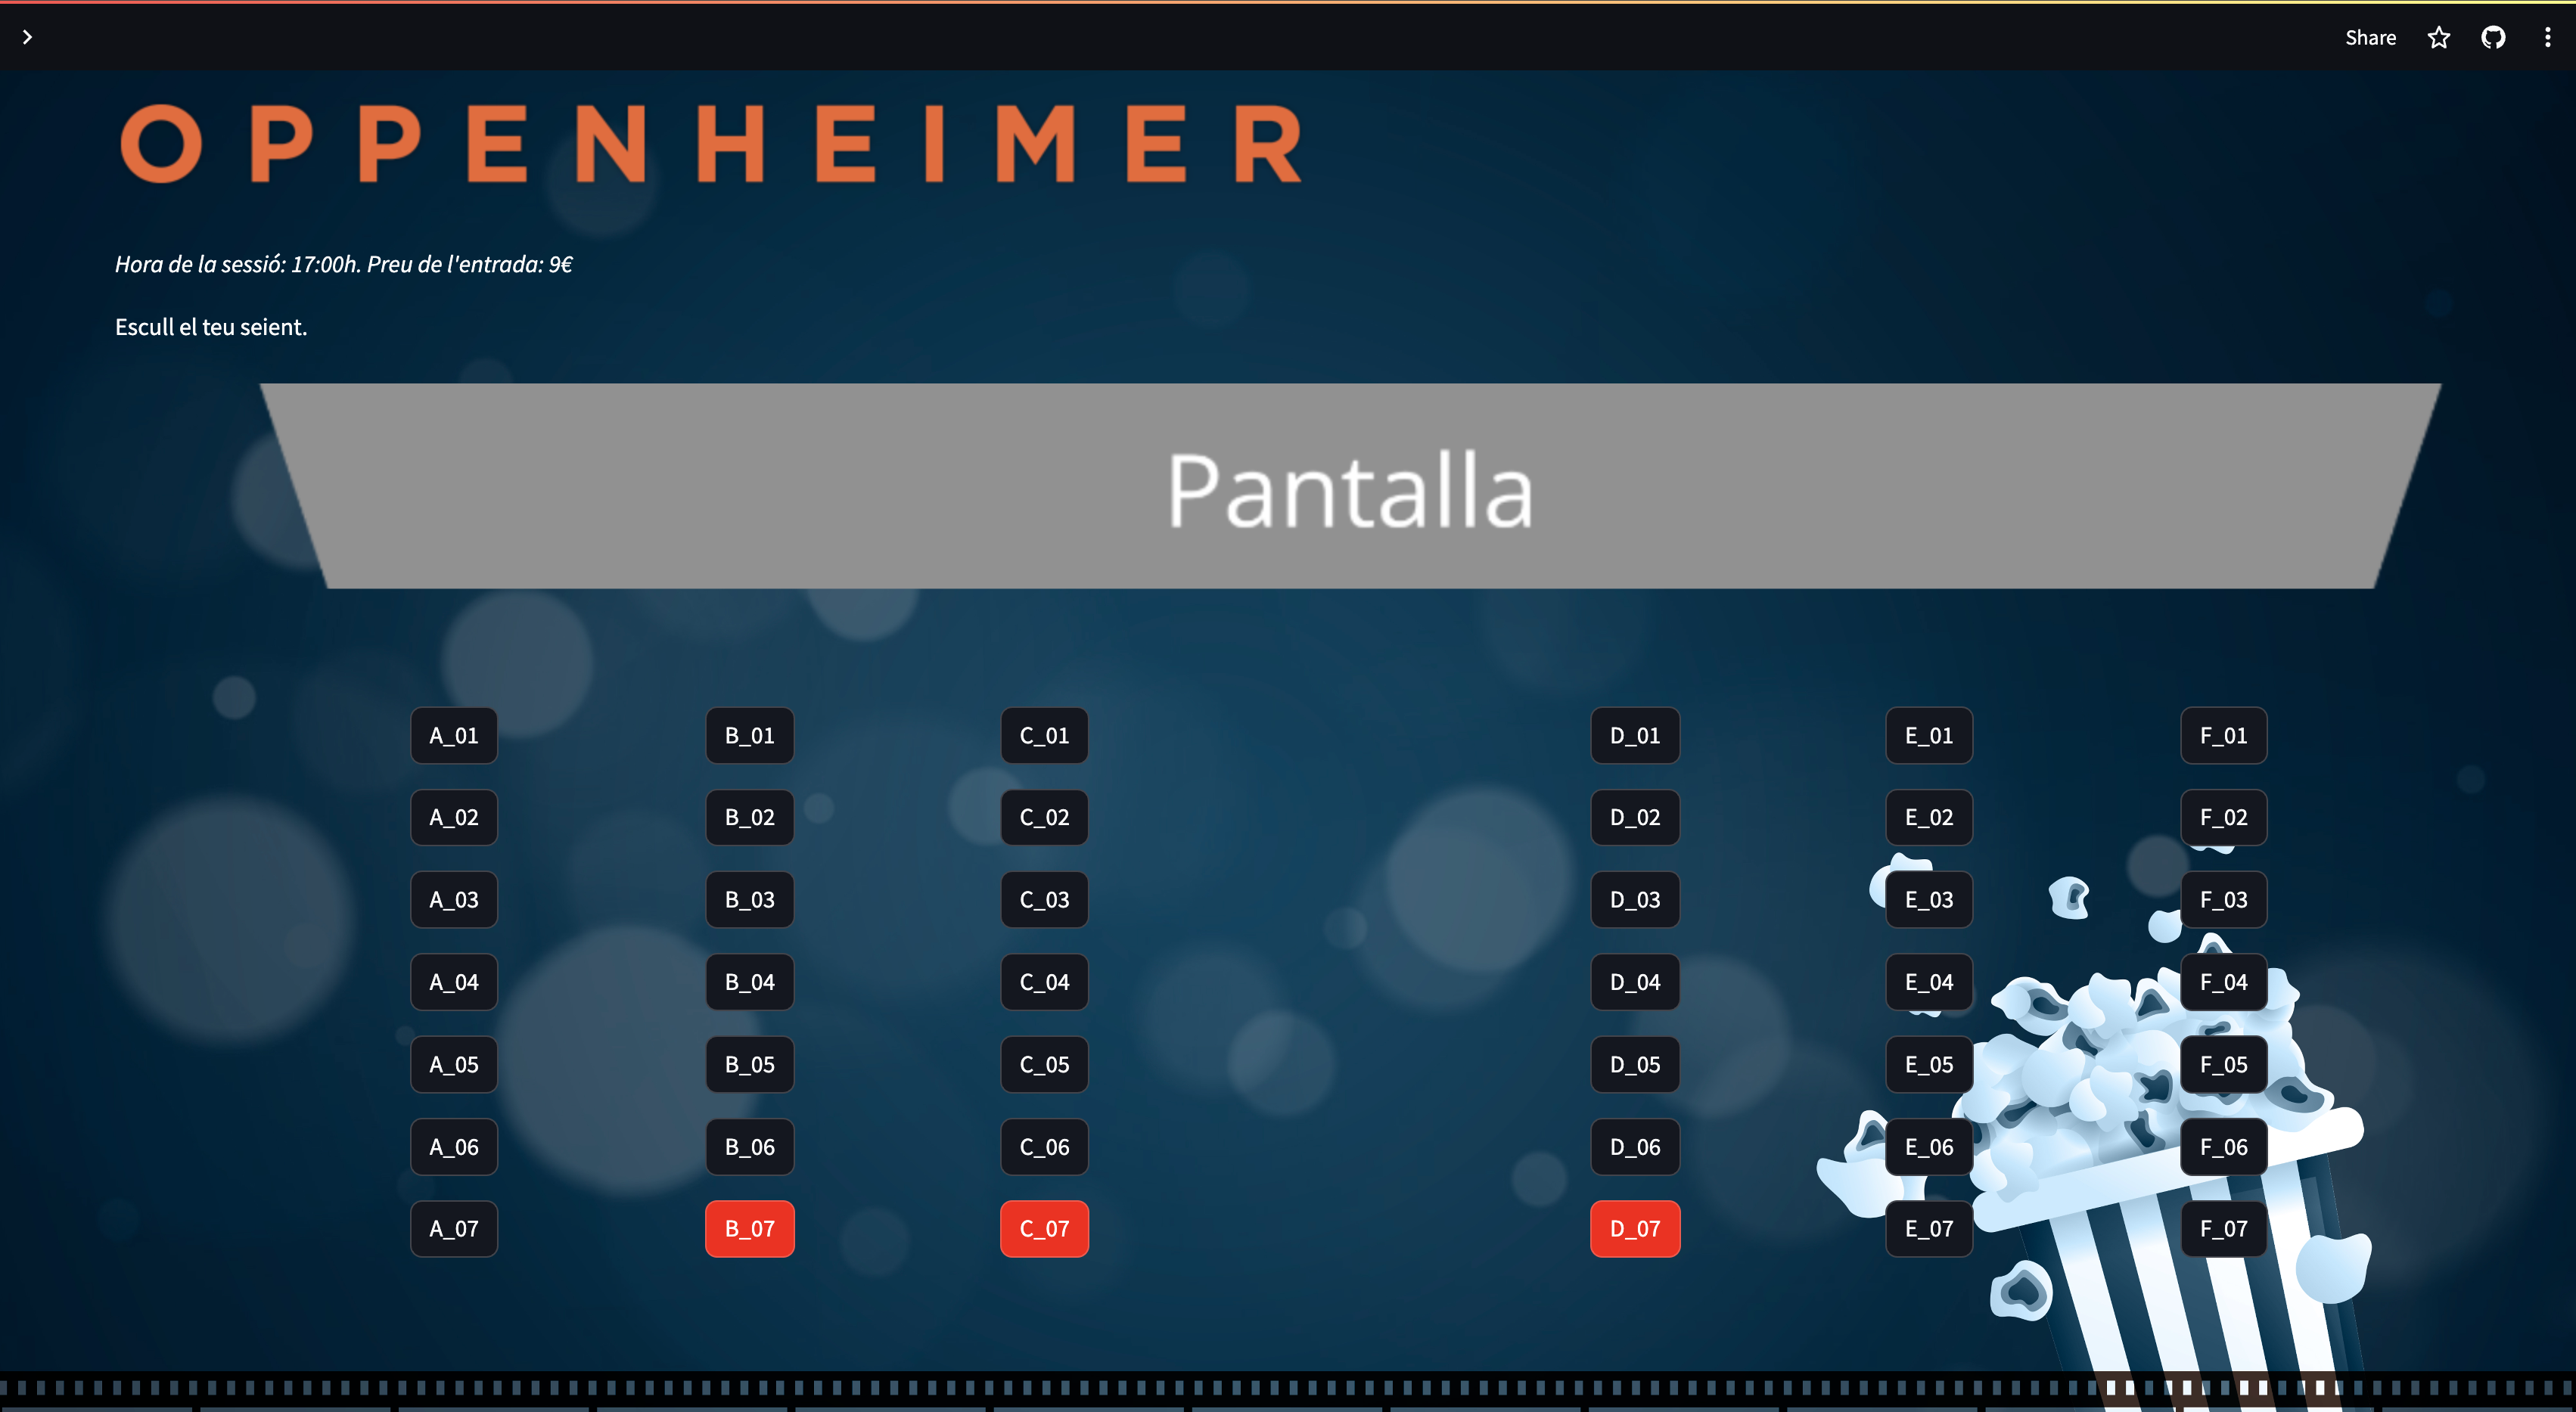 Share
OPPENHEIMER
Hora de la sessió: 17:00h. Preu de l'entrada: 9€
Escull el teu seient.
Pantalla
A_01 B_01 C_01 D_01 E_01 F_01
A_02 B_02 C_02 D_02 E_02 F_02
A_03 B_03 C_03 D_03 E_03 F_03
A_04 B_04 C_04 D_04 E_04 F_04
A_05 B_05 C_05 D_05 E_05 F_05
A_06 B_06 C_06 D_06 E_06 F_06
A_07 B_07 C_07 D_07 E_07 F_07